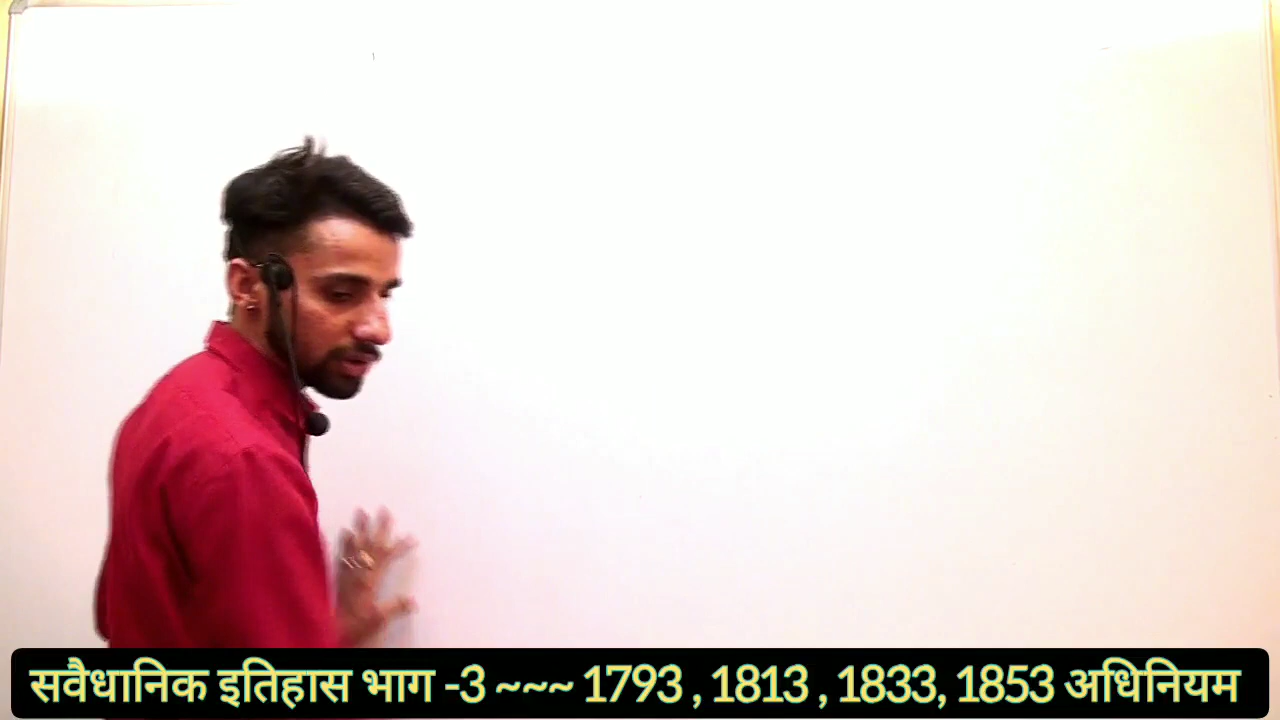 सवैधानिक इतिहास भाग -3 ~~~ 1793 , 1813 , 1833, 1853 अधिनियम